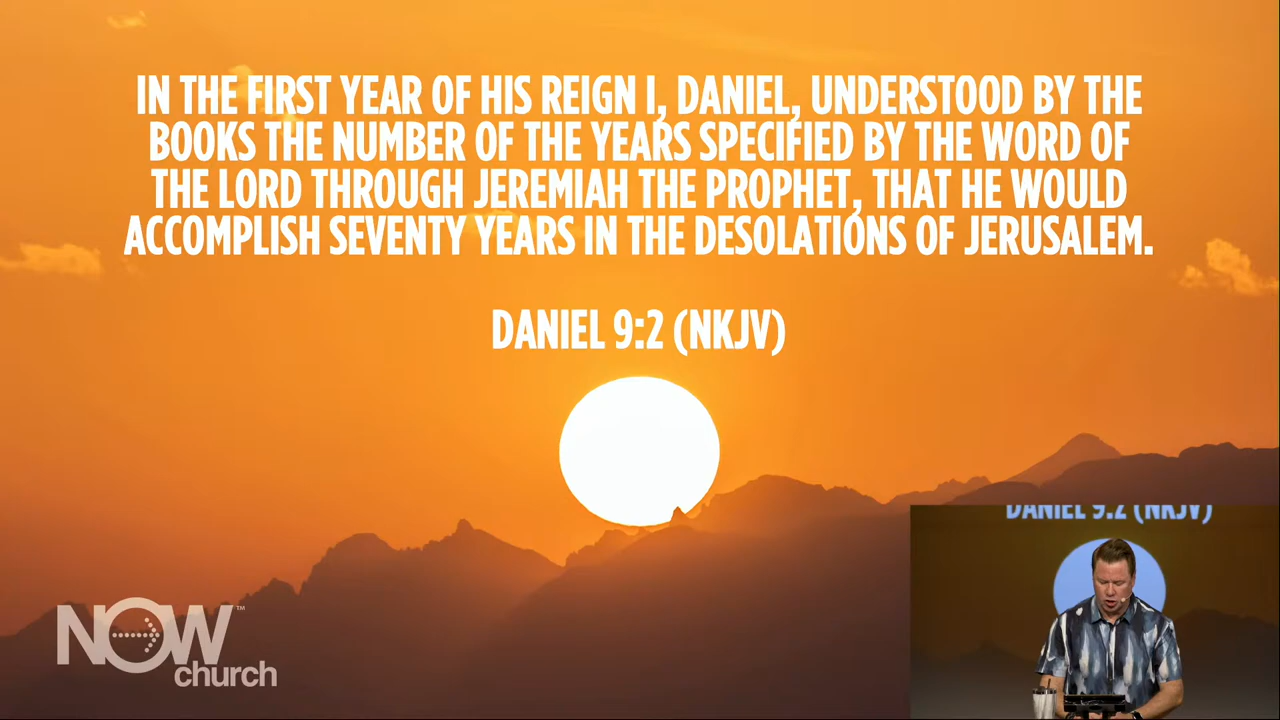 IN THE FIRST YEAR OF HIS REIGN I, DANIEL, UNDERSTOOD BY THE
BOOKS THE NUMBER OF THE YEARS SPECIFIED BY THE WORD OF
THE LORD THROUGH JEREMIAH THE PROPHET, THAT HE WOULD
ACCOMPLISH SEVENTY YEARS IN THE DESOLATIONS OF JERUSALEM.
DANIEL 9:2 (NKJV)
NOW™
church
DANIEL 9:2 (NKJV)